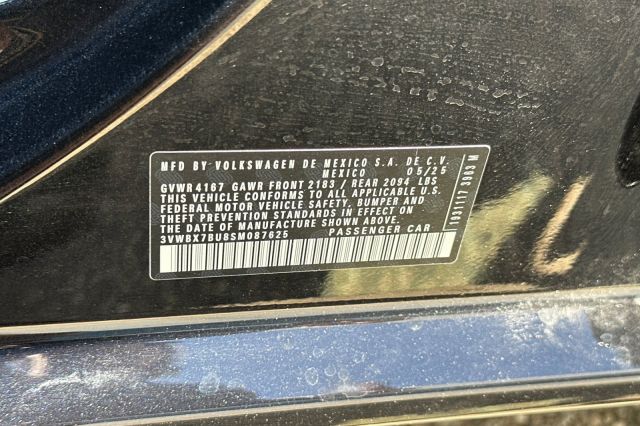 MFD BY VOLKSWAGEN DE MEXICO S.A. DE C.V.
MEXICO 05/25
GVWR 4167 GAWR FRONT 2183 / REAR 2094 LBS
THIS VEHICLE CONFORMS TO ALL APPLICABLE U.S.
FEDERAL MOTOR VEHICLE SAFETY, BUMPER AND
THEFT PREVENTION STANDARDS IN EFFECT ON
THE DATE OF MANUFACTURE SHOWN ABOVE.
3VWBX7BU8SM087625 PASSENGER CAR